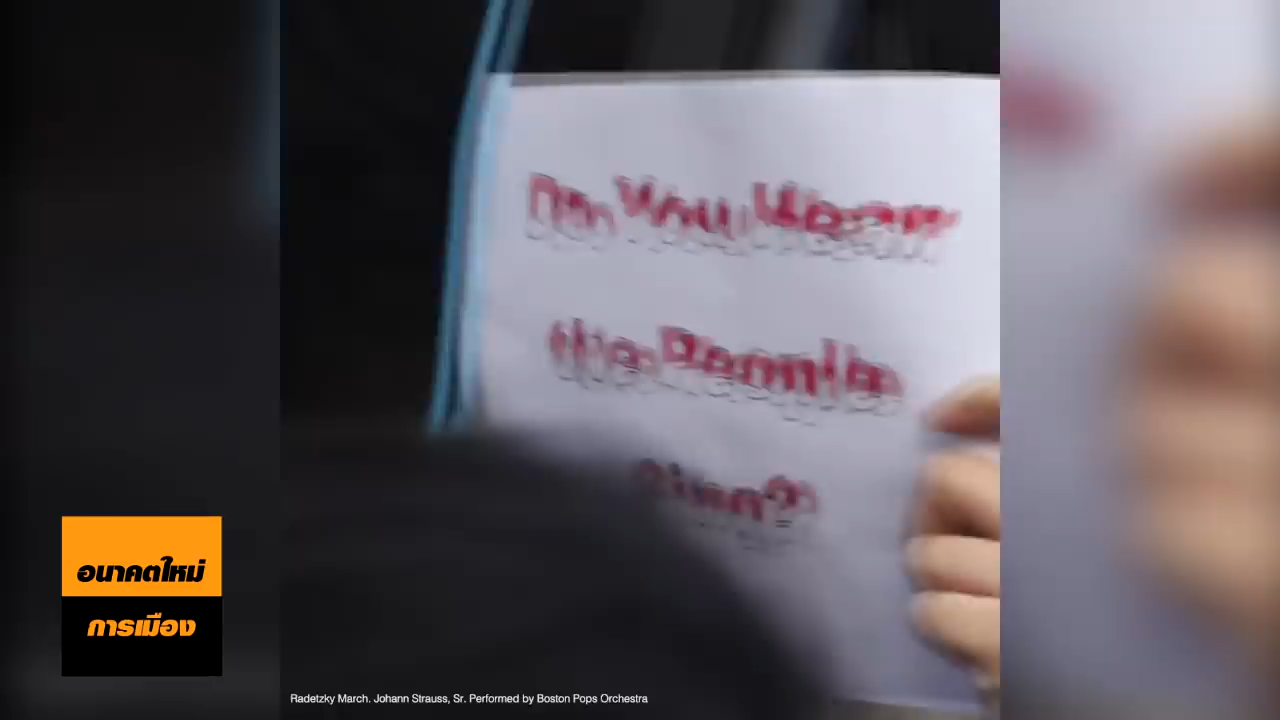 Do You Hear
the People
Sing?
อนาคตใหม่
การเมือง
Radetzky March. Johann Strauss, Sr. Performed by Boston Pops Orchestra